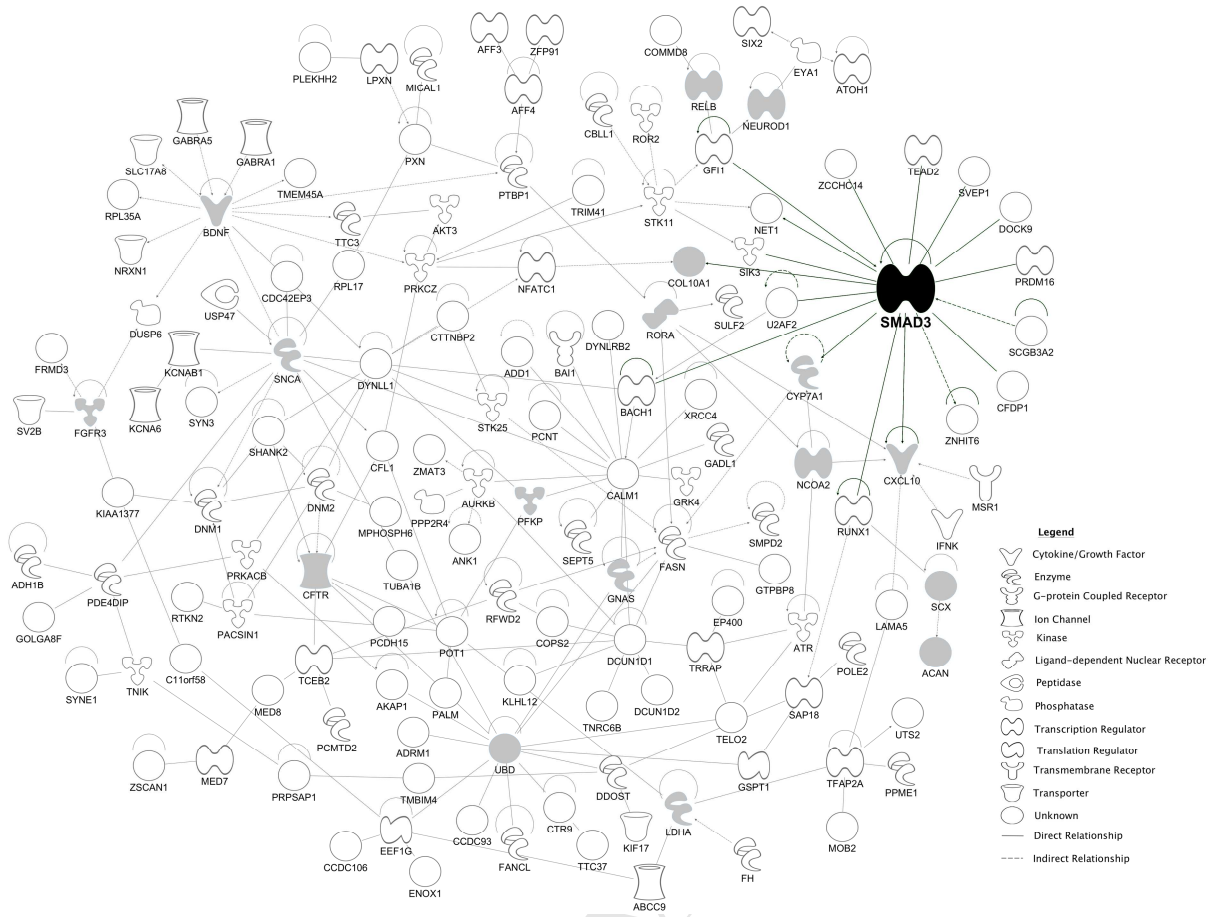 AFF3
ZFP91
COMMD8
SIX2
EYA1
ATOH1
PLEKHH2
LPXN
MICAL1
AFF4
RELB
NEUROD1
GABRA5
GABRA1
CBLL1
ROR2
GFI1
SLC17A8
PXN
PTBP1
ZCCHC14
TEAD2
SVEP1
TMEM45A
TRIM41
STK11
RPL35A
BDNF
TTC3
AKT3
NET1
DOCK9
NRXN1
CDC42EP3
RPL17
PRKCZ
NFATC1
COL10A1
SIK3
PRDM16
USP47
SMAD3
DUSP6
CTTNBP2
RORA
SULF2
U2AF2
SCGB3A2
FRMD3
KCNAB1
SNCA
DYNLL1
ADD1
BAI1
DYNLRB2
BACH1
CYP7A1
CFDP1
SV2B
FGFR3
KCNA6
SYN3
STK25
PCNT
XRCC4
ZNHIT6
SHANK2
CFL1
ZMAT3
CALM1
GADL1
NCOA2
CXCL10
MSR1
KIAA1377
DNM1
DNM2
MPHOSPH6
PPP2R4
AURKB
PFKP
GRK4
RUNX1
IFNK
ADH1B
PDE4DIP
PRKACB
CFTR
TUBA1B
ANK1
SEPT5
FASN
SMPD2
GTPBP8
SCX
GOLGA8F
RTKN2
PACSIN1
PCDH15
POT1
RFWD2
COPS2
GNAS
DCUN1D1
EP400
ATR
LAMA5
ACAN
SYNE1
TNIK
C11orf58
TCEB2
AKAP1
PALM
KLHL12
TNRC6B
DCUN1D2
TRRAP
POLE2
MED8
PCMTD2
ADRM1
UBD
TELO2
SAP18
UTS2
ZSCAN1
MED7
PRPSAP1
TMBIM4
DDOST
GSPT1
TFAP2A
PPME1
EEF1G
CCDC93
CTR9
KIF17
LDHA
MOB2
CCDC106
ENOX1
FANCL
TTC37
ABCC9
FH
Legend
Cytokine/Growth Factor
Enzyme
G-protein Coupled Receptor
Ion Channel
Kinase
Ligand-dependent Nuclear Receptor
Peptidase
Phosphatase
Transcription Regulator
Translation Regulator
Transmembrane Receptor
Transporter
Unknown
Direct Relationship
Indirect Relationship